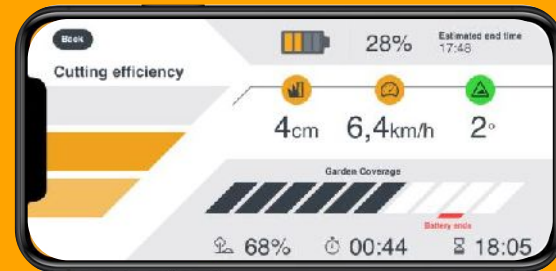 Back
28%
Estimated end time
17:48
Cutting efficiency
4cm
6,4km/h
2°
Garden Coverage
Battery ends
68%
00:44
18:05